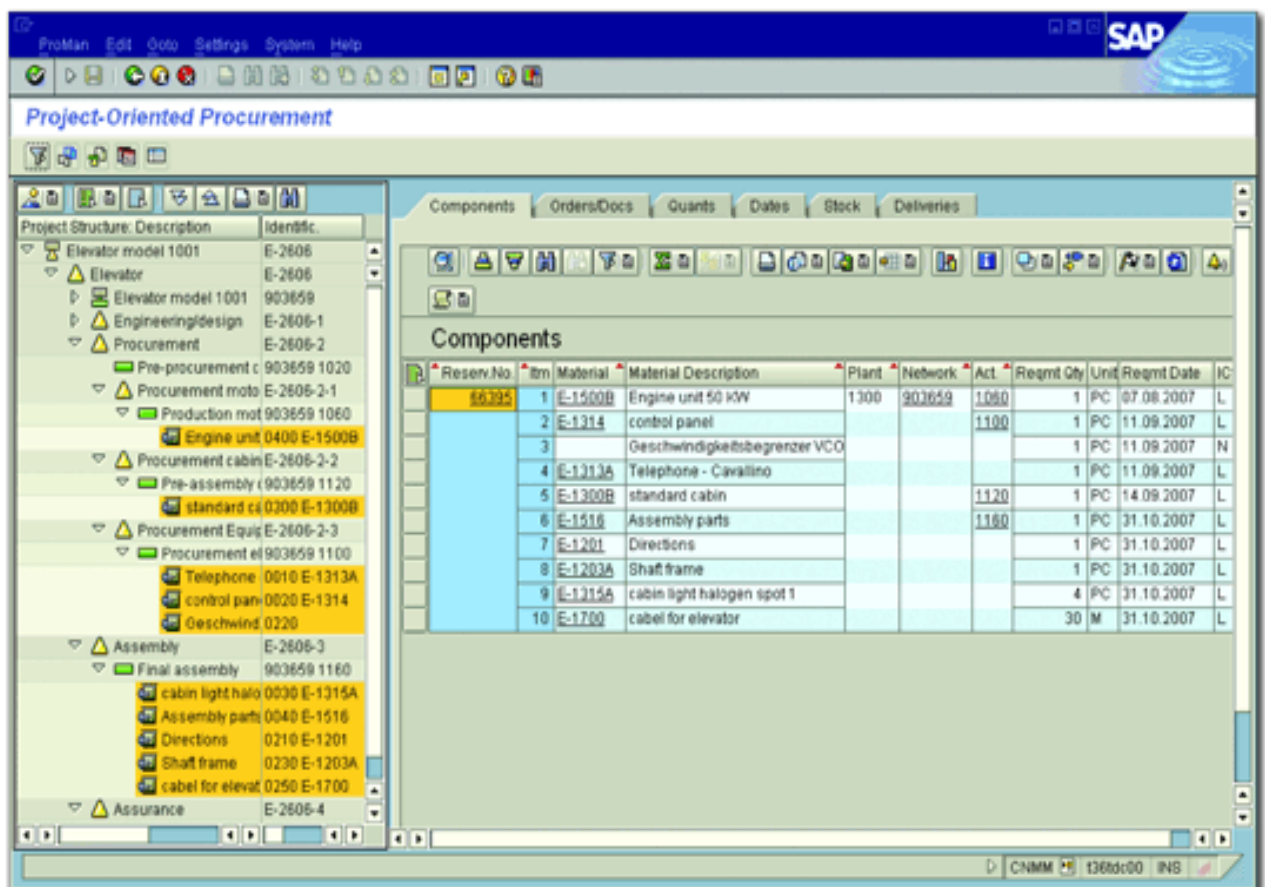 ProMan Edit Goto Settings System Help
SAP
Project-Oriented Procurement
Project Structure: Description Identific.
Elevator model 1001 E-2606
Elevator E-2606
Elevator model 1001 903659
Engineering/design E-2606-1
Procurement E-2606-2
Pre-procurement c 903659 1020
Procurement moto E-2606-2-1
Production mot 903659 1060
Engine unit 0400 E-1500B
Procurement cabin E-2606-2-2
Pre-assembly 903659 1120
standard ca 0300 E-1300B
Procurement Equip E-2606-2-3
Procurement el 903659 1100
Telephone 0010 E-1313A
control pan 0020 E-1314
Geschwind 0220
Assembly E-2606-3
Final assembly 903659 1160
cabin light halo 0030 E-1315A
Assembly parts 0040 E-1516
Directions 0210 E-1201
Shaft frame 0230 E-1203A
cabel for elevat 0250 E-1700
Assurance E-2606-4
Components Orders/Docs Quants Dates Stock Deliveries
Components
Reserv.No. Itm Material Material Description Plant Network Act. Reqmt Qty Unit Reqmt Date IC
66395 1 E-1500B Engine unit 50 KW 1300 903659 1060 1 PC 07.08.2007 L
2 E-1314 control panel 1100 1 PC 11.09.2007 L
3 Geschwindigkeitsbegrenzer VCO 1 PC 11.09.2007 N
4 E-1313A Telephone - Cavallino 1 PC 11.09.2007 L
5 E-1300B standard cabin 1120 1 PC 14.09.2007 L
6 E-1516 Assembly parts 1160 1 PC 31.10.2007 L
7 E-1201 Directions 1 PC 31.10.2007 L
8 E-1203A Shaft frame 1 PC 31.10.2007 L
9 E-1315A cabin light halogen spot 1 4 PC 31.10.2007 L
10 E-1700 cabel for elevator 30 M 31.10.2007 L
CNMM t36tdc00 INS